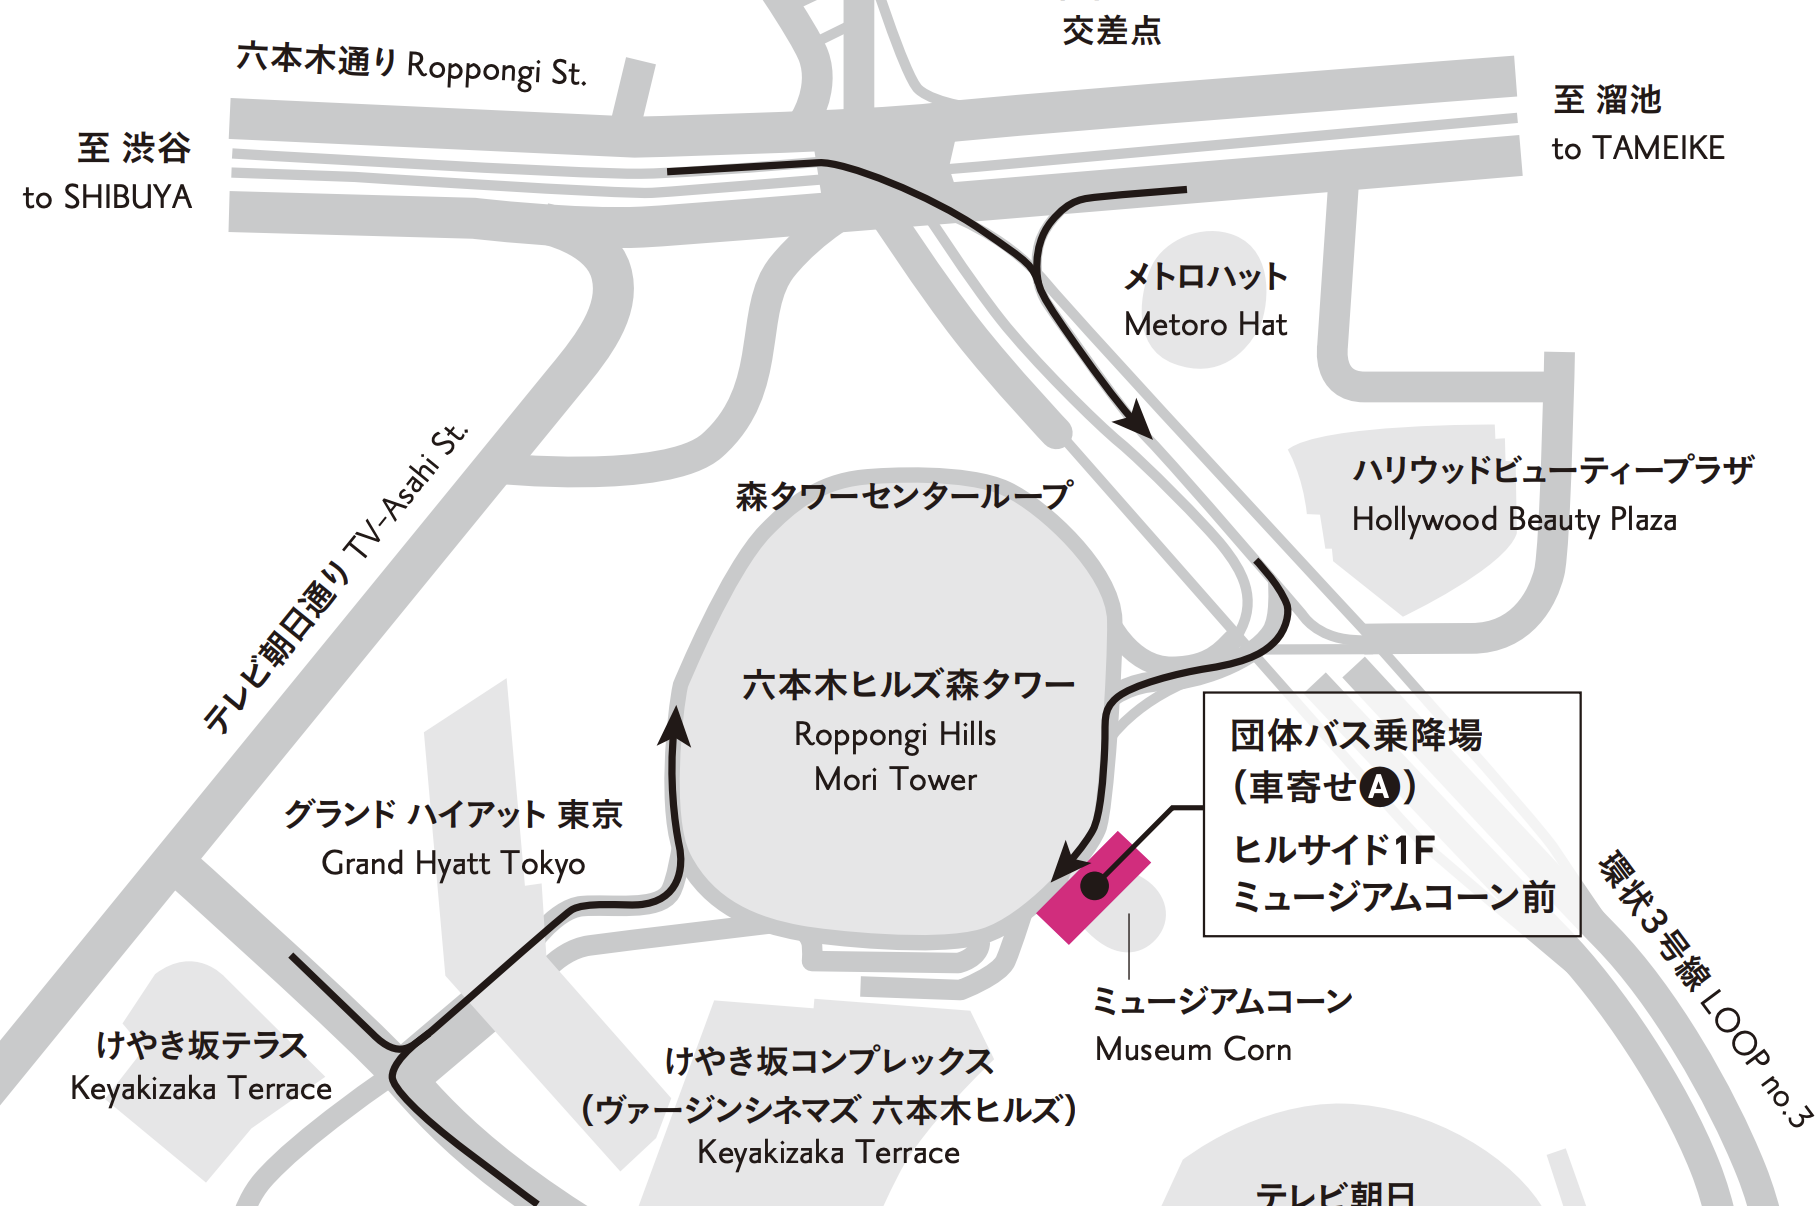 交差点
六本木通り Roppongi St.
至 渋谷
to SHIBUYA
至 溜池
to TAMEIKE
メトロハット
Metoro Hat
ハリウッドビューティープラザ
Hollywood Beauty Plaza
テレビ朝日通り TV-Asahi St.
森タワーセンターループ
六本木ヒルズ森タワー
Roppongi Hills
Mori Tower
団体バス乗降場
(車寄せA)
ヒルサイド1F
ミュージアムコーン前
グランド ハイアット 東京
Grand Hyatt Tokyo
環状3号線 LOOP no.3
ミュージアムコーン
Museum Corn
けやき坂テラス
Keyakizaka Terrace
けやき坂コンプレックス
(ヴァージンシネマズ 六本木ヒルズ)
Keyakizaka Terrace
テレビ朝日